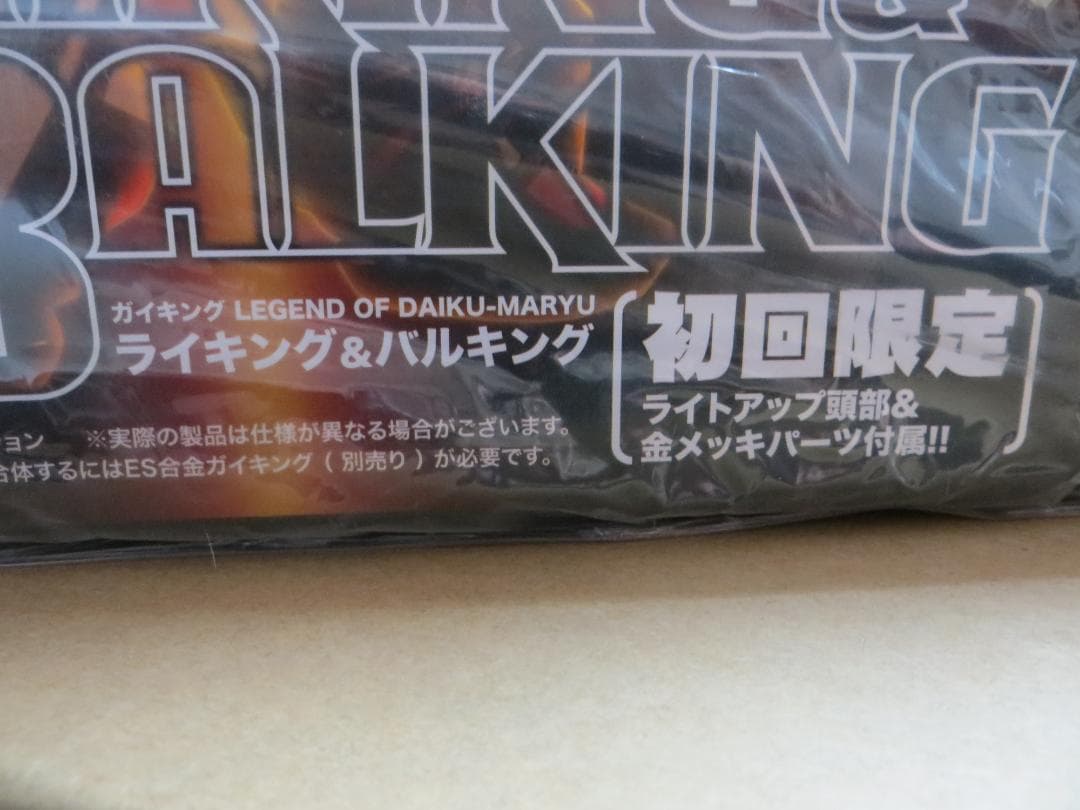 BALKING
ガイキング LEGEND OF DAIKU-MARYU
ライキング&バルキング
初回限定
ライトアップ頭部&
金メッキパーツ付属!!
ョン ※実際の製品は仕様が異なる場合がございます。
合体するにはES合金ガイキング(別売り)が必要です。